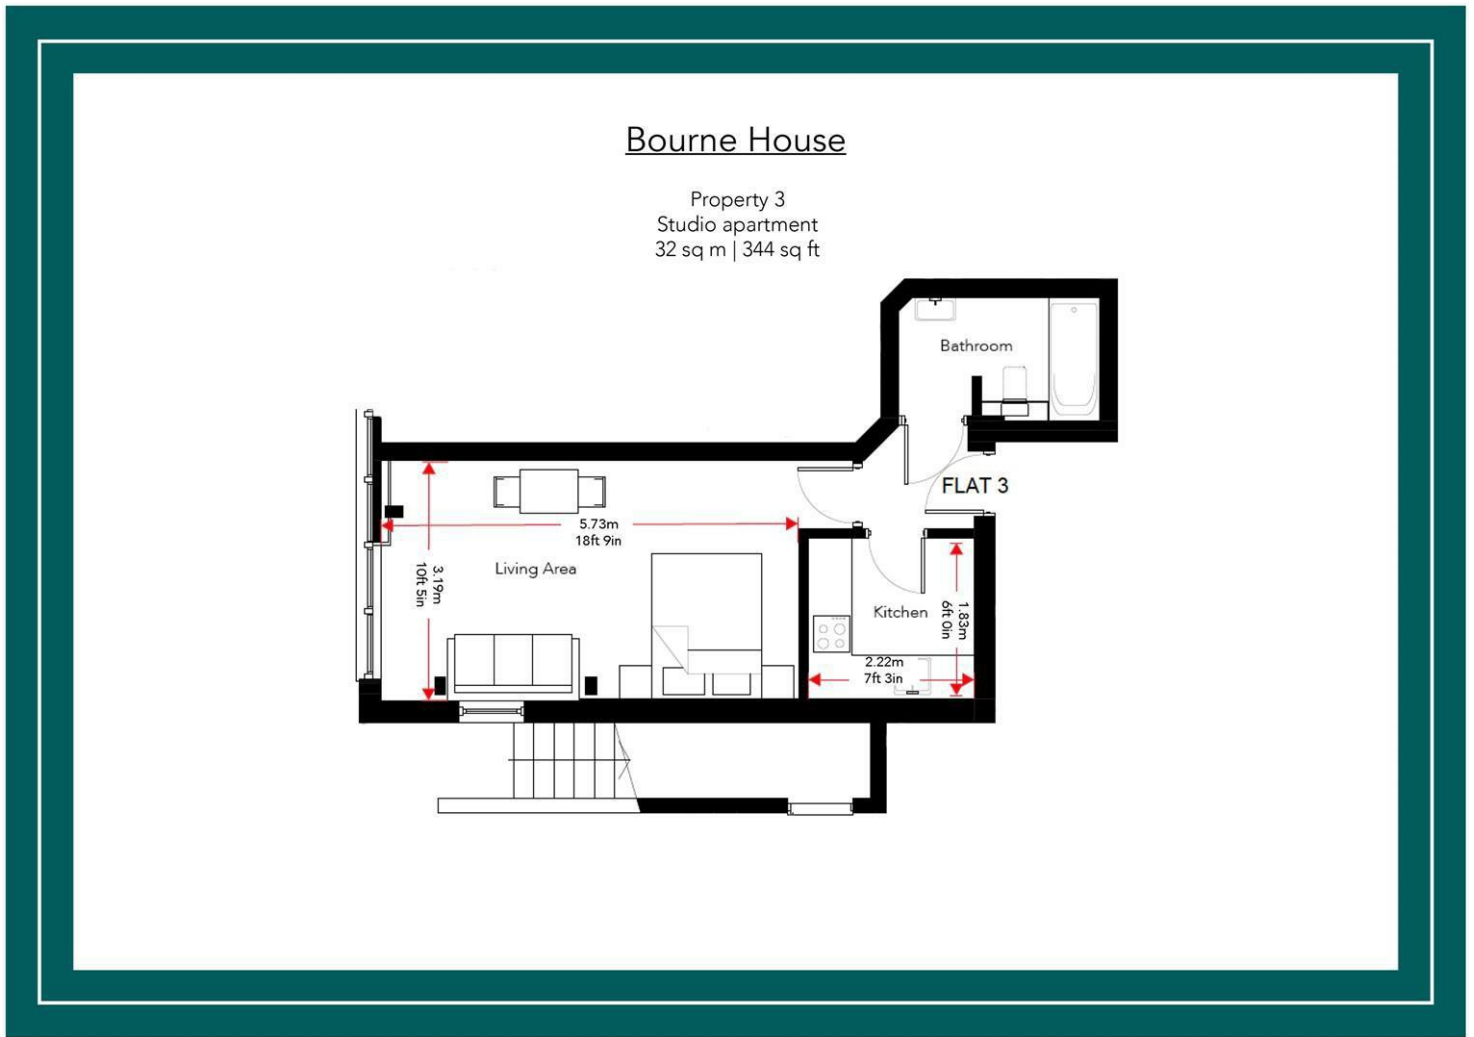 Bourne House
Property 3
Studio apartment
32 sq m | 344 sq ft
Bathroom
FLAT 3
5.73m
18ft 9in
Living Area
3.19m
10ft 5in
Kitchen
1.83m
6ft 0in
2.22m
7ft 3in